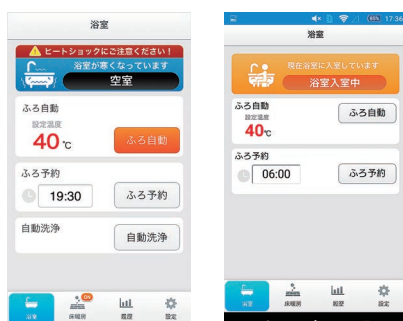 浴室
ヒートショックにご注意ください!
浴室が寒くなっています
空室
ふろ自動
設定温度
40℃
ふろ自動
ふろ予約
19:30
ふろ予約
自動洗浄
自動洗浄
浴室
ON
床暖房
履歴
設定
17:36
浴室
現在浴室に入室しています
浴室入室中
ふろ自動
設定温度
40℃
ふろ自動
ふろ予約
06:00
ふろ予約
浴室
床暖房
履歴
設定